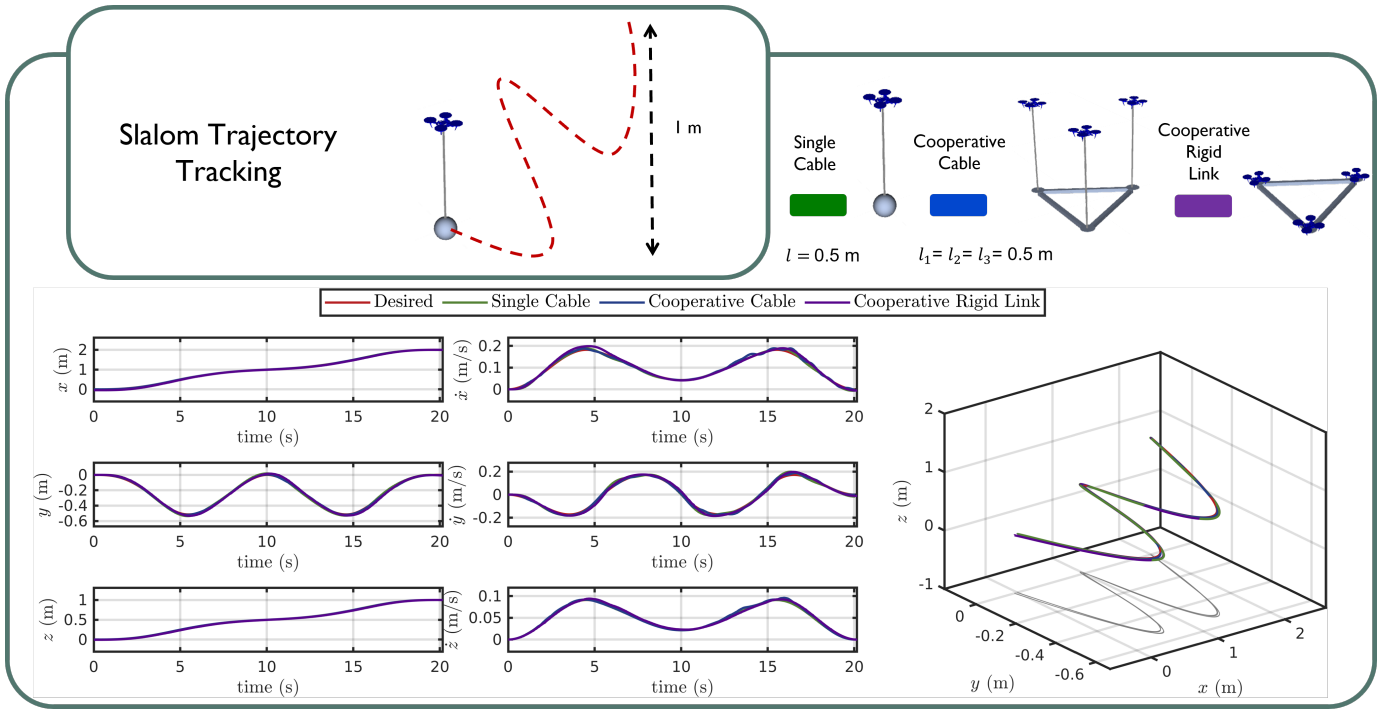 Slalom Trajectory
Tracking
1 m
Single
Cable
l = 0.5 m
Cooperative
Cable
l₁= l₂= l₃= 0.5 m
Cooperative
Rigid
Link
Desired
Single Cable
Cooperative Cable
Cooperative Rigid Link
x (m)
2
1
0
0 5 10 15 20
time (s)
ẋ (m/s)
0.2
0.1
0
0 5 10 15 20
time (s)
y (m)
0
-0.2
-0.4
-0.6
0 5 10 15 20
time (s)
ẏ (m/s)
0.2
0
-0.2
0 5 10 15 20
time (s)
z (m)
1
0.5
0
0 5 10 15 20
time (s)
ż (m/s)
0.1
0.05
0
0 5 10 15 20
time (s)
z (m)
2
1
0
-1
0
-0.2
-0.4
-0.6
y (m)
0
1
2
x (m)